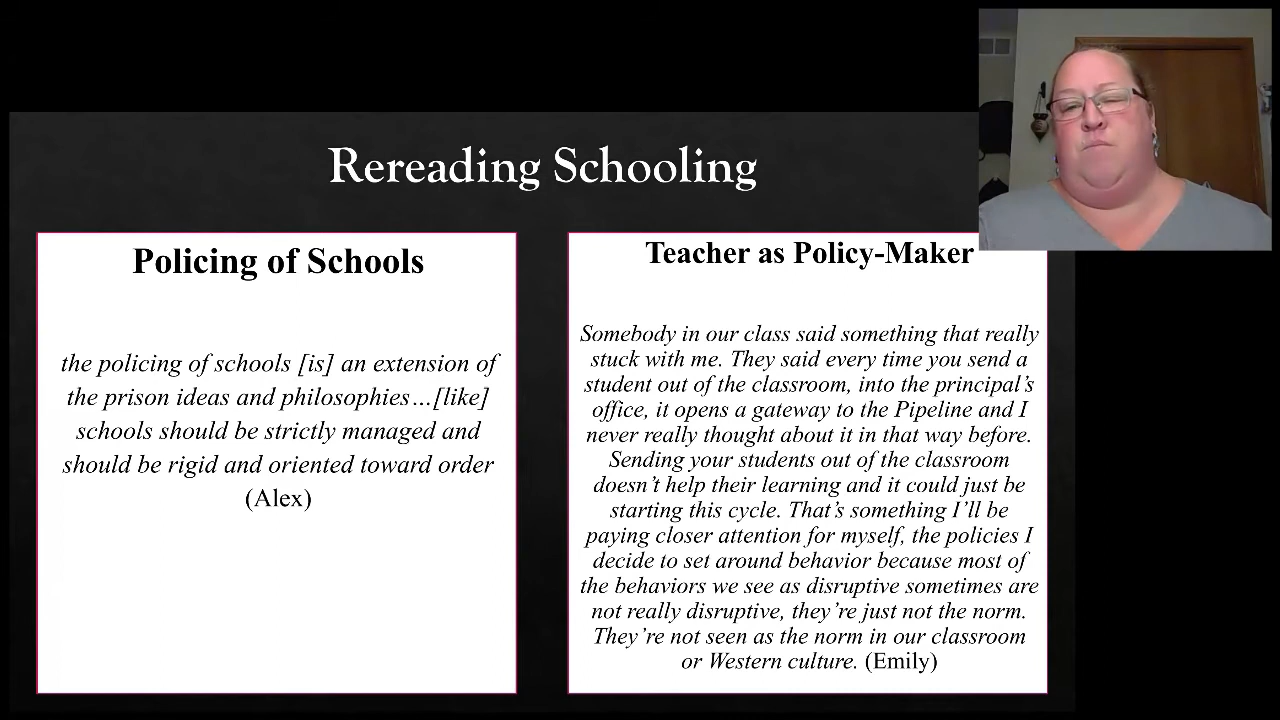 Rereading Schooling
Policing of Schools
the policing of schools [is] an extension of
the prison ideas and philosophies…[like]
schools should be strictly managed and
should be rigid and oriented toward order
(Alex)
Teacher as Policy-Maker
Somebody in our class said something that really
stuck with me. They said every time you send a
student out of the classroom, into the principal’s
office, it opens a gateway to the Pipeline and I
never really thought about it in that way before.
Sending your students out of the classroom
doesn’t help their learning and it could just be
starting this cycle. That’s something I’ll be
paying closer attention for myself, the policies I
decide to set around behavior because most of
the behaviors we see as disruptive sometimes are
not really disruptive, they’re just not the norm.
They’re not seen as the norm in our classroom
or Western culture. (Emily)